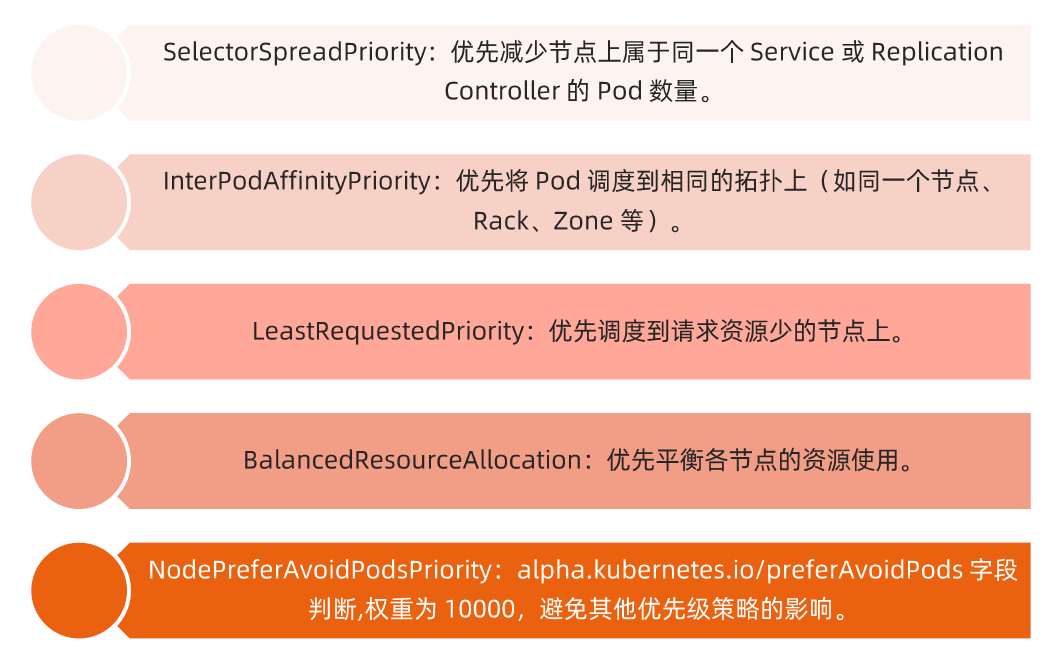 SelectorSpreadPriority：优先减少节点上属于同一个 Service 或 Replication
Controller 的 Pod 数量。
InterPodAffinityPriority：优先将 Pod 调度到相同的拓扑上（如同一个节点、
Rack、Zone 等）。
LeastRequestedPriority：优先调度到请求资源少的节点上。
BalancedResourceAllocation：优先平衡各节点的资源使用。
NodePreferAvoidPodsPriority：alpha.kubernetes.io/preferAvoidPods 字段
判断,权重为 10000，避免其他优先级策略的影响。